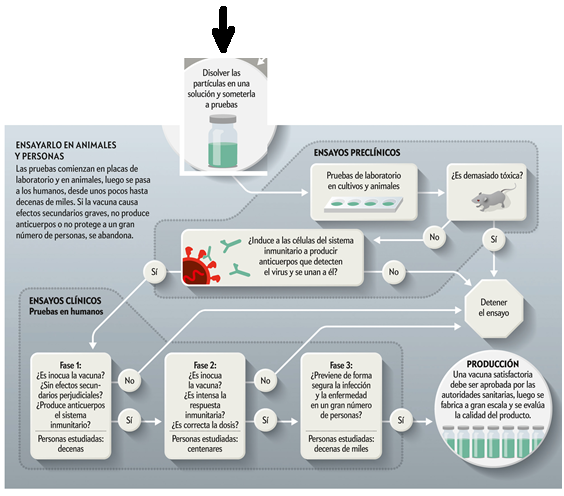 Disolver las
partículas en una
solución y someterla
a pruebas
ENSAYARLO EN ANIMALES
Y PERSONAS
Las pruebas comienzan en placas de
laboratorio y en animales, luego se pasa
a los humanos, desde unos pocos hasta
decenas de miles. Si la vacuna causa
efectos secundarios graves, no produce
anticuerpos o no protege a un gran
número de personas, se abandona.
ENSAYOS PRECLÍNICOS
Pruebas de laboratorio
en cultivos y animales
¿Es demasiado tóxica?
No
Sí
¿Induce a las células del sistema
inmunitario a producir
anticuerpos que detecten
el virus y se unan a él?
Sí
No
Detener
el ensayo
ENSAYOS CLÍNICOS
Pruebas en humanos
Fase 1:
¿Es inocua la vacuna?
¿Sin efectos secun-
darios perjudiciales?
¿Produce anticuerpos
el sistema
inmunitario?
Personas estudiadas:
decenas
No
Sí
Fase 2:
¿Es inocua
la vacuna?
¿Es intensa la
respuesta
inmunitaria?
¿Es correcta la dosis?
Personas estudiadas:
centenares
No
Sí
Fase 3:
¿Previene de forma
segura la infección
y la enfermedad
en un gran número
de personas?
Personas estudiadas:
decenas de miles
Sí
PRODUCCIÓN
Una vacuna satisfactoria
debe ser aprobada por las
autoridades sanitarias, luego se
fabrica a gran escala y se evalúa
la calidad del producto.